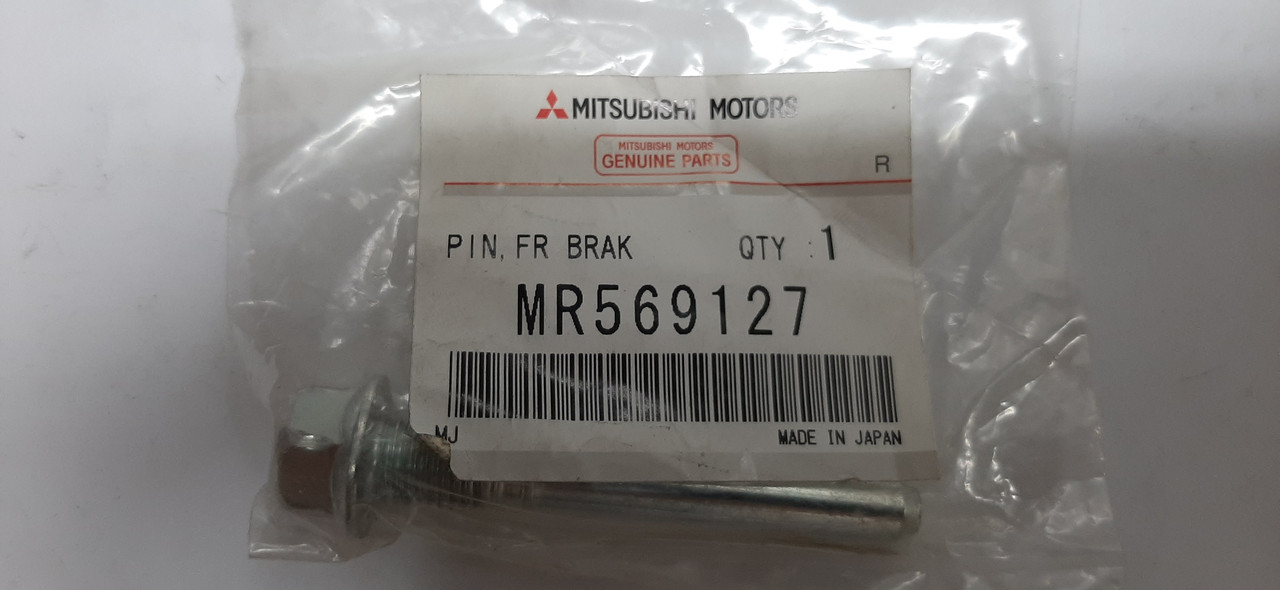 MITSUBISHI MOTORS
MITSUBISHI MOTORS
GENUINE PARTS
R
PIN, FR BRAK QTY : 1
MR569127
MJ MADE IN JAPAN